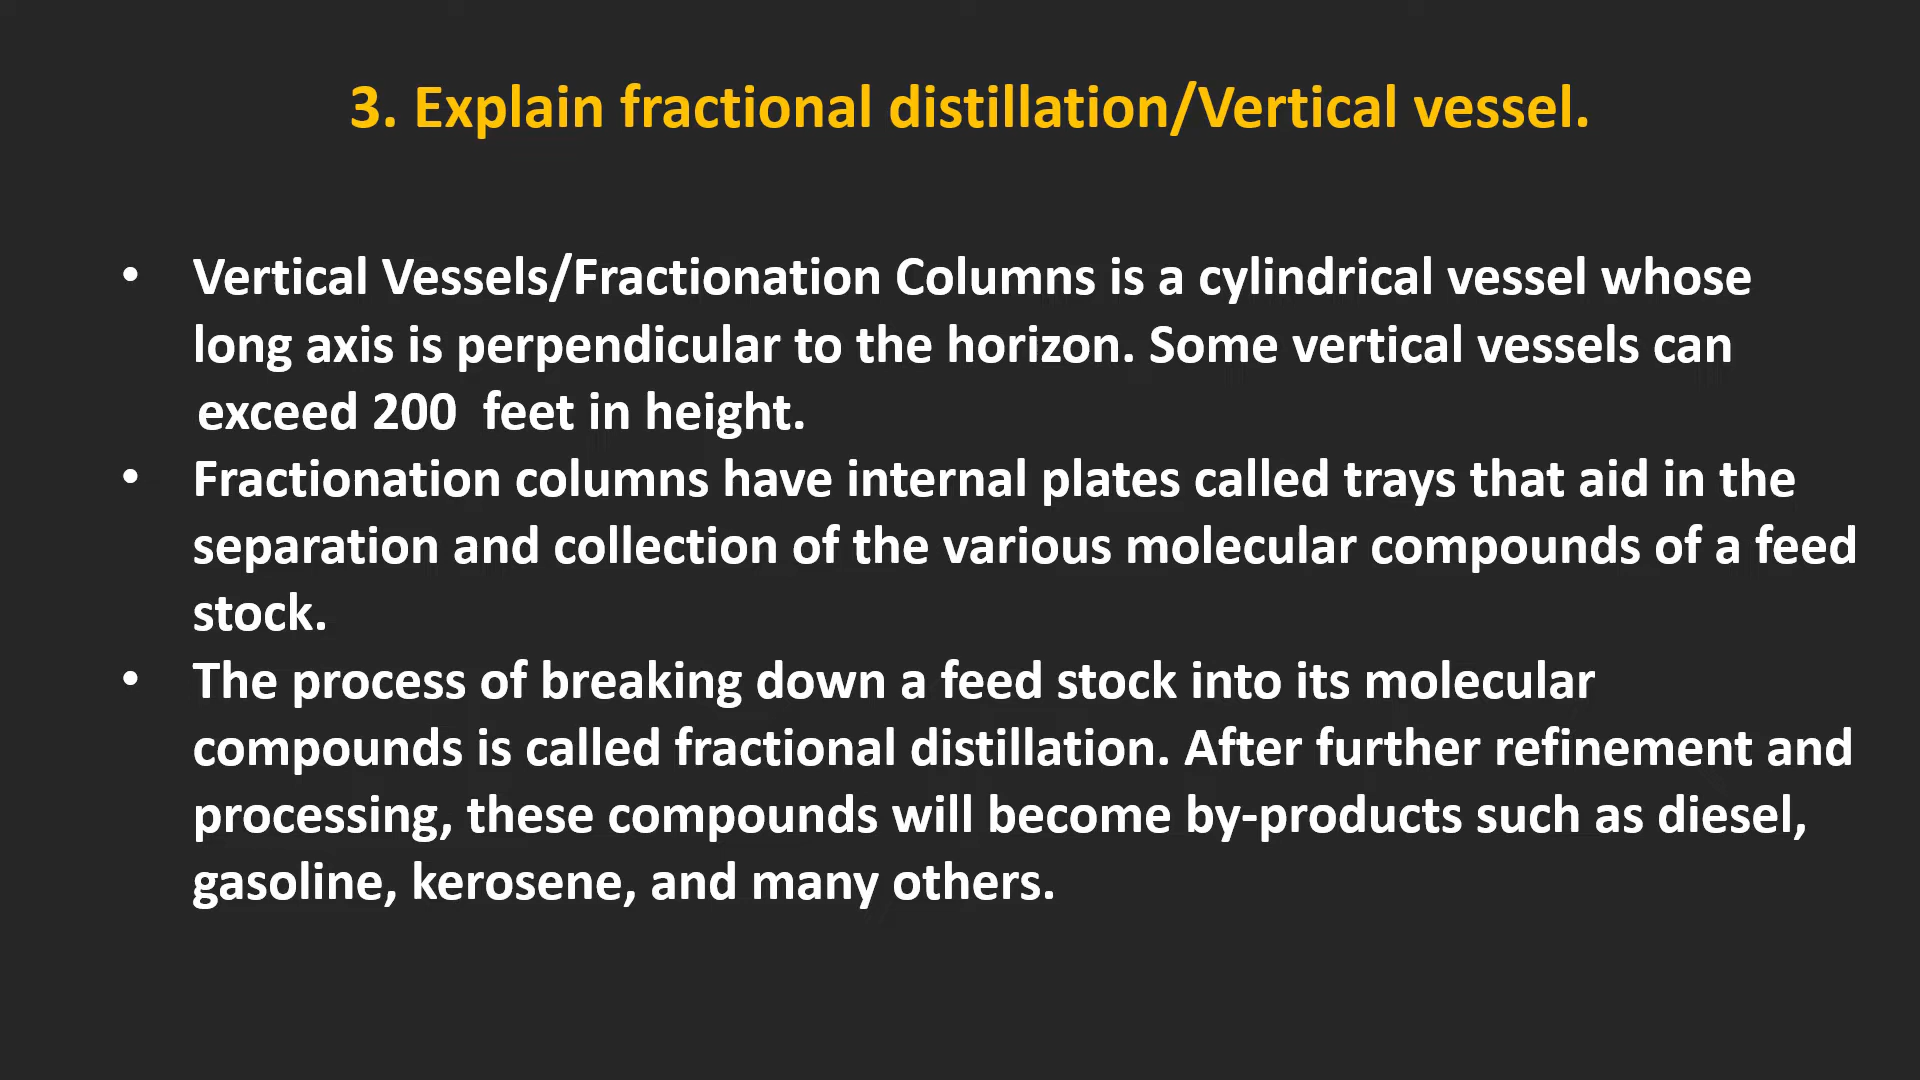 3. Explain fractional distillation/Vertical vessel.
• Vertical Vessels/Fractionation Columns is a cylindrical vessel whose
long axis is perpendicular to the horizon. Some vertical vessels can
exceed 200  feet in height.
• Fractionation columns have internal plates called trays that aid in the
separation and collection of the various molecular compounds of a feed
stock.
• The process of breaking down a feed stock into its molecular
compounds is called fractional distillation. After further refinement and
processing, these compounds will become by-products such as diesel,
gasoline, kerosene, and many others.